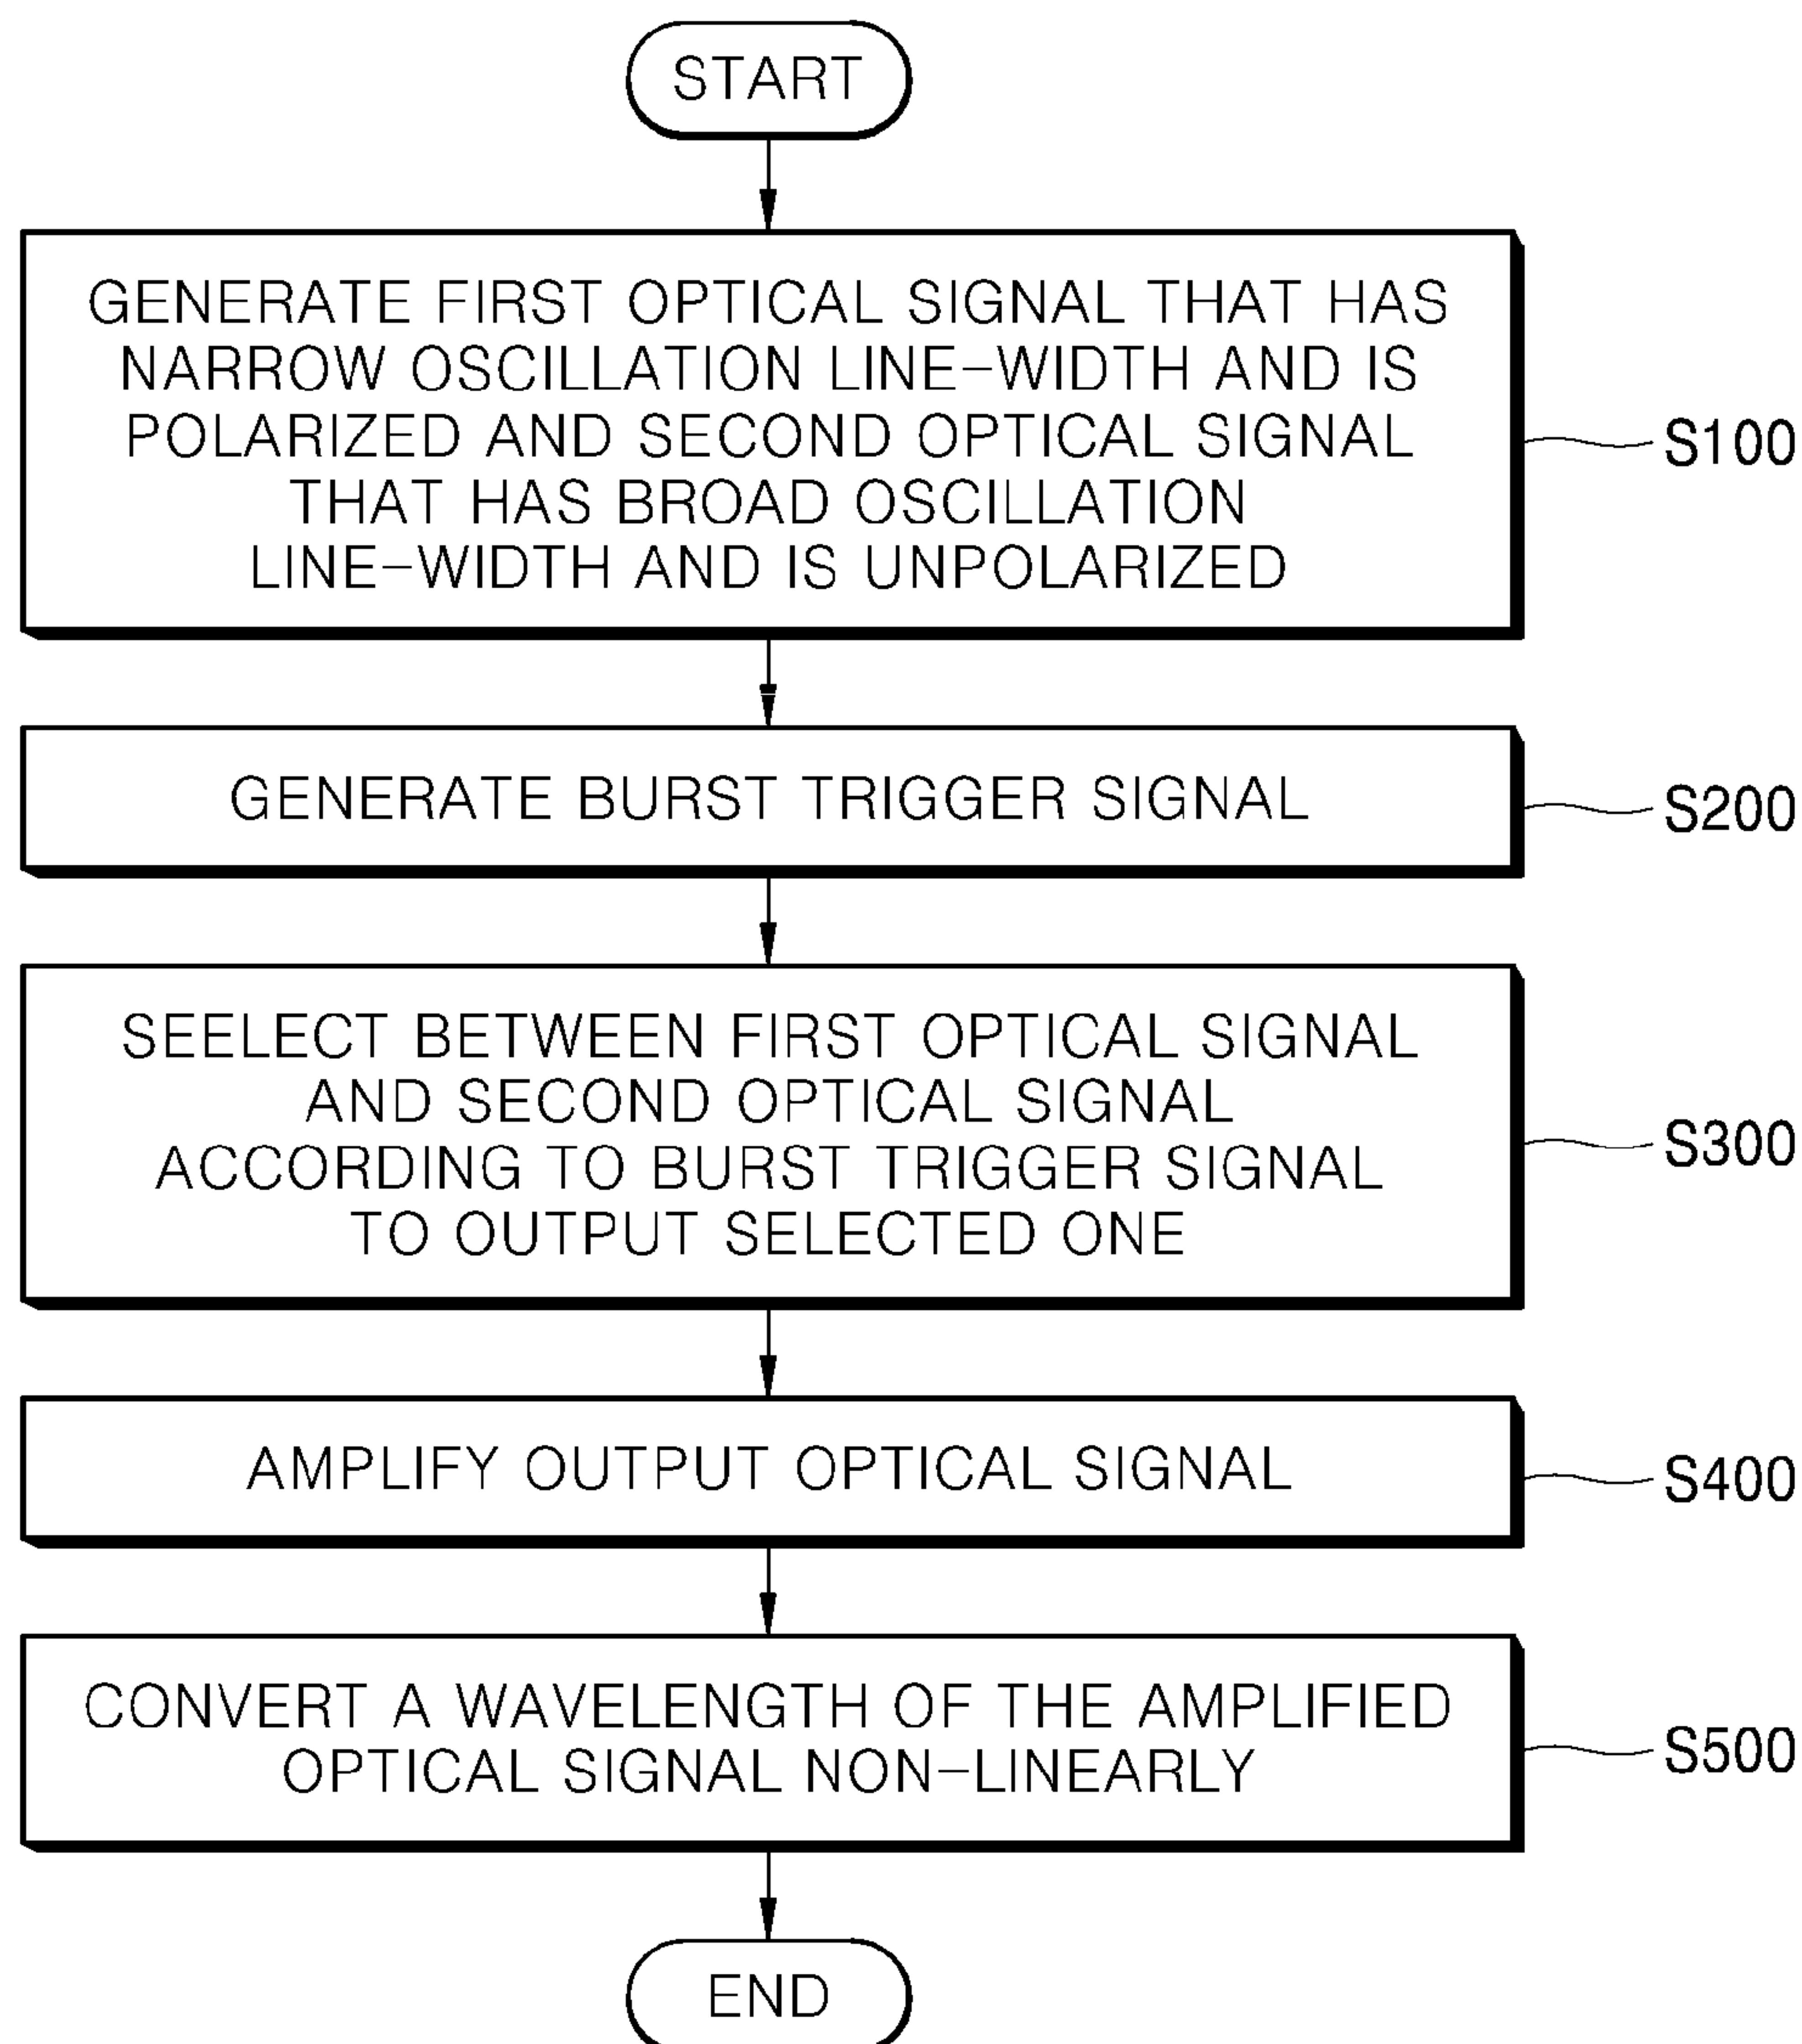 START
GENERATE FIRST OPTICAL SIGNAL THAT HAS
NARROW OSCILLATION LINE-WIDTH AND IS
POLARIZED AND SECOND OPTICAL SIGNAL
THAT HAS BROAD OSCILLATION
LINE-WIDTH AND IS UNPOLARIZED
S100
GENERATE BURST TRIGGER SIGNAL
S200
SEELECT BETWEEN FIRST OPTICAL SIGNAL
AND SECOND OPTICAL SIGNAL
ACCORDING TO BURST TRIGGER SIGNAL
TO OUTPUT SELECTED ONE
S300
AMPLIFY OUTPUT OPTICAL SIGNAL
S400
CONVERT A WAVELENGTH OF THE AMPLIFIED
OPTICAL SIGNAL NON-LINEARLY
S500
END